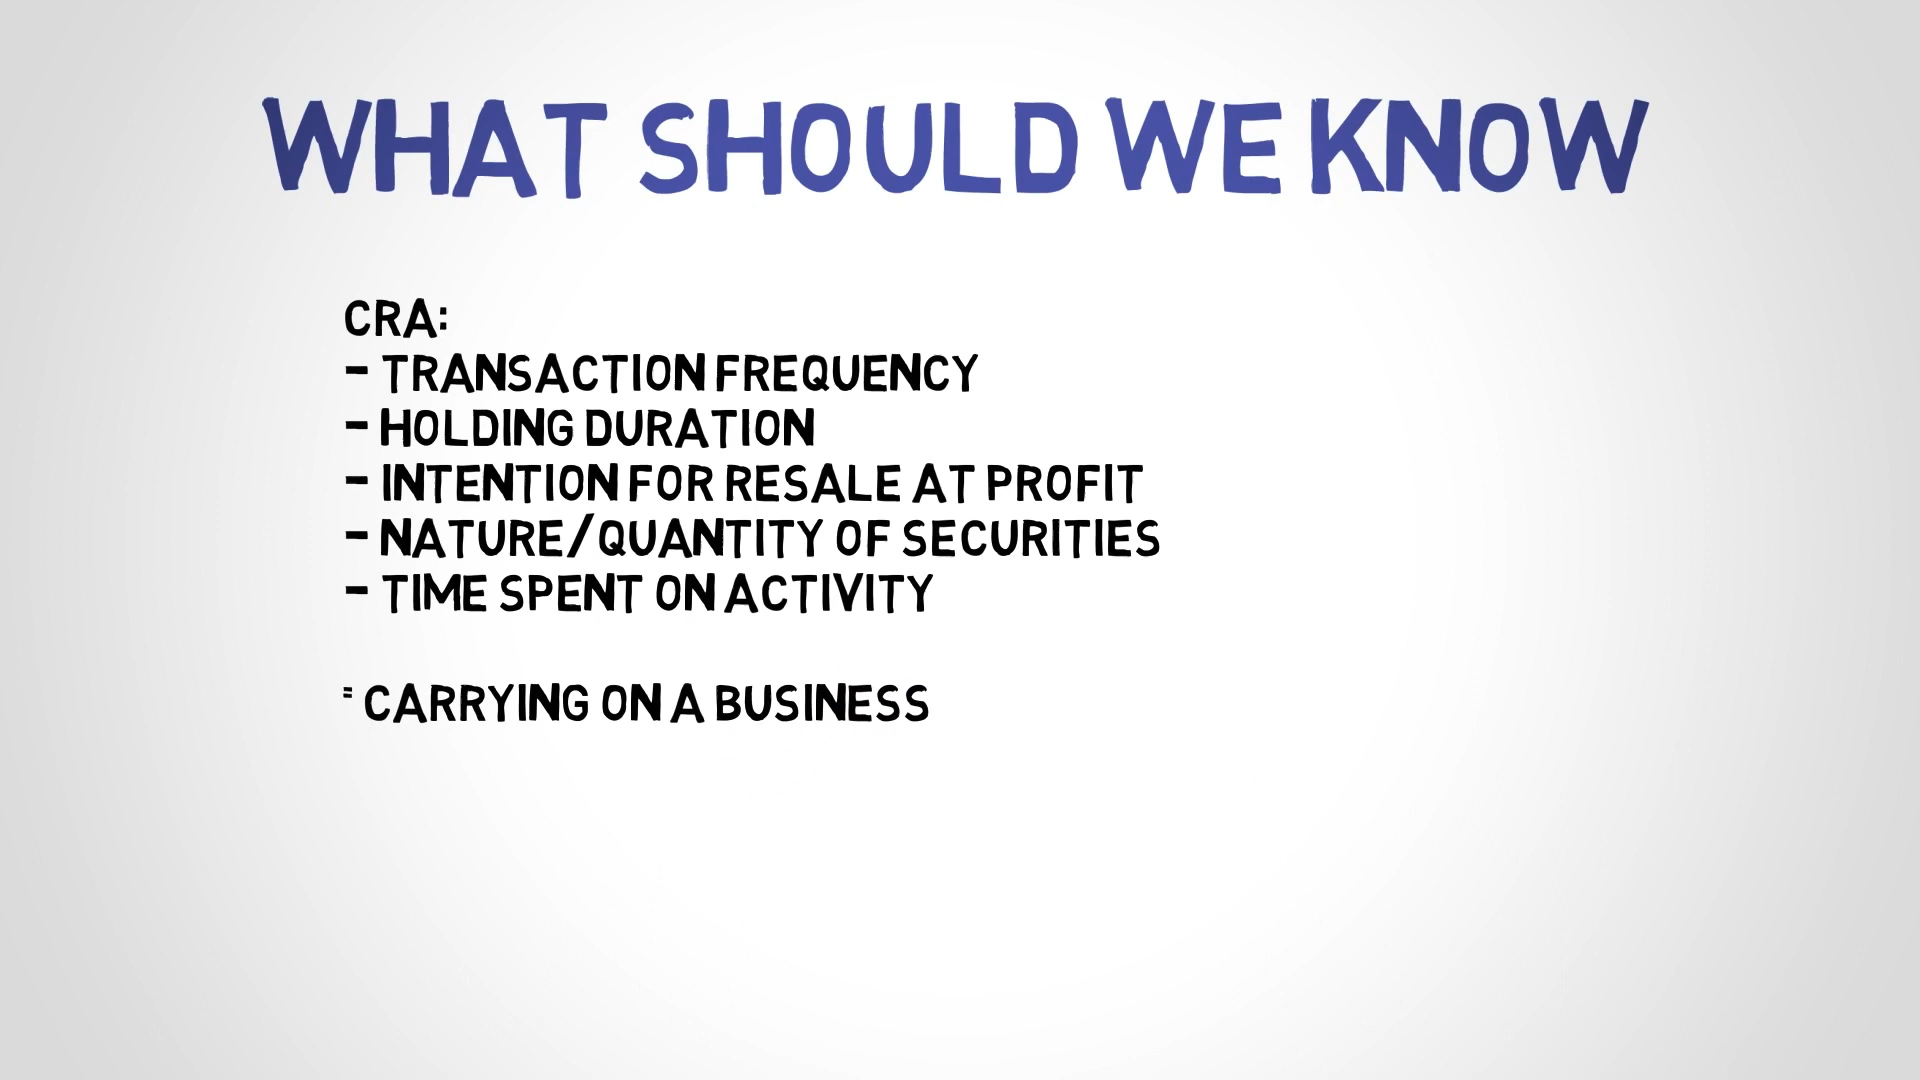 WHAT SHOULD WE KNOW
CRA:
- TRANSACTION FREQUENCY
- HOLDING DURATION
- INTENTION FOR RESALE AT PROFIT
- NATURE/QUANTITY OF SECURITIES
- TIME SPENT ON ACTIVITY
= CARRYING ON A BUSINESS